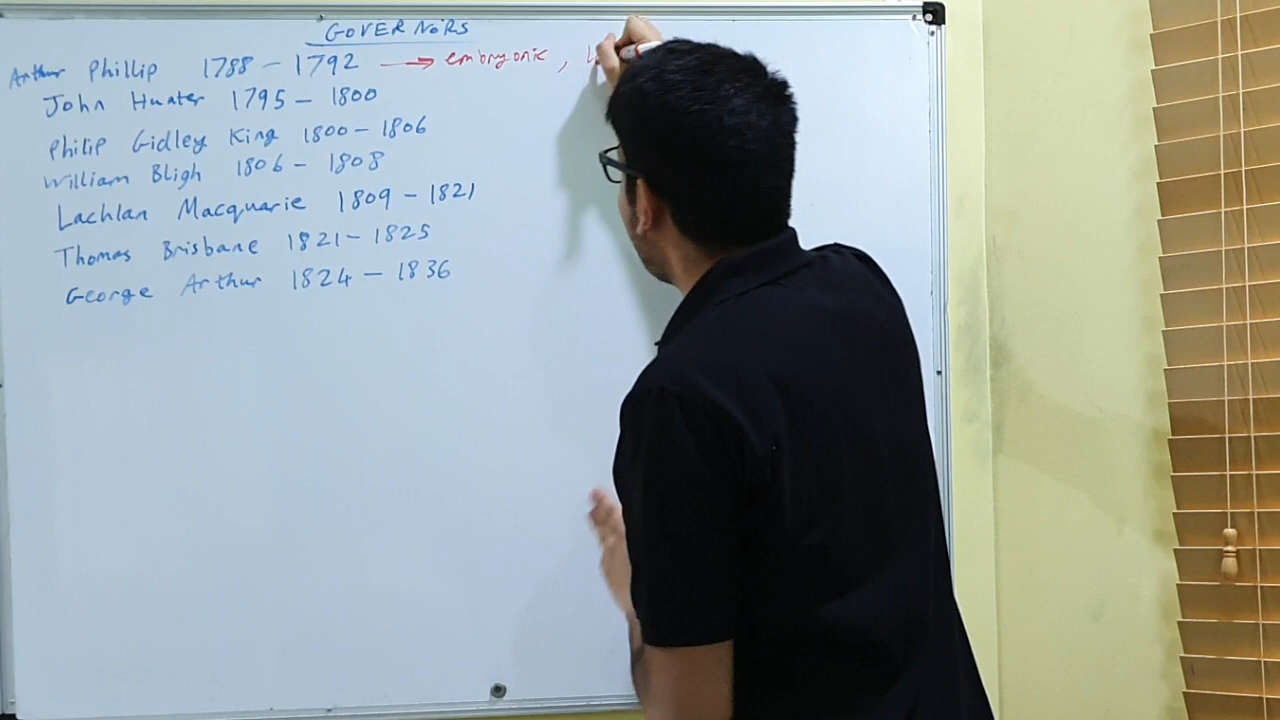 GOVERNORS
Arthur Phillip 1788 - 1792 → embryonic,
John Hunter 1795 - 1800
Philip Gidley King 1800 - 1806
William Bligh 1806 - 1808
Lachlan Macquarie 1809 - 1821
Thomas Brisbane 1821 - 1825
George Arthur 1824 - 1836